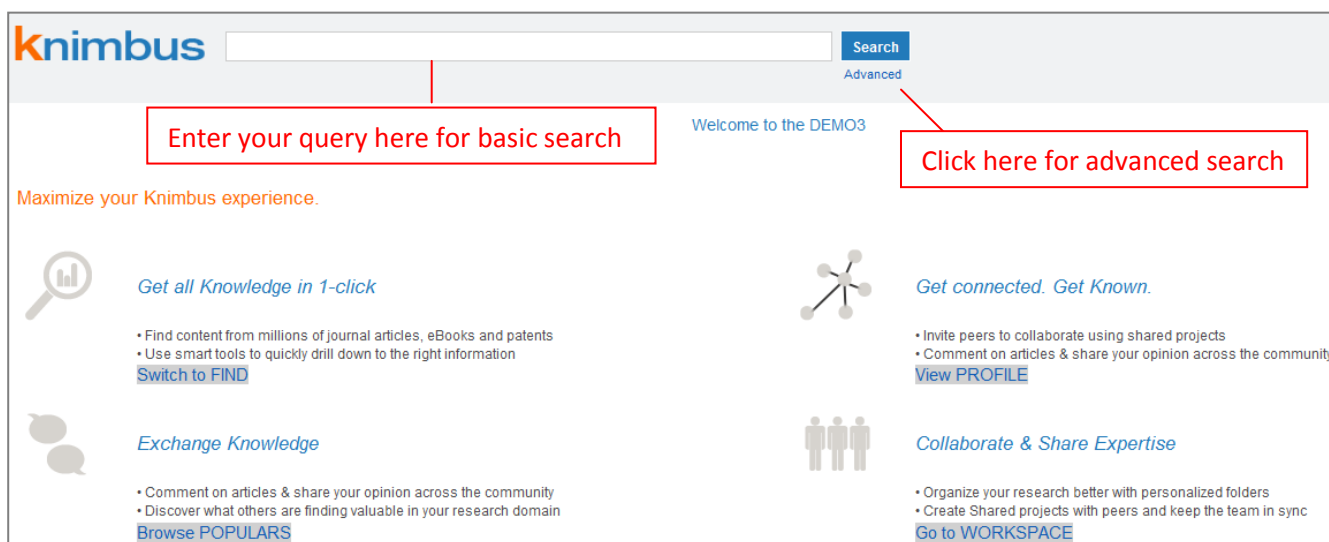 knimbus
Search
Advanced
Enter your query here for basic search
Welcome to the DEMO3
Click here for advanced search
Maximize your Knimbus experience.
Get all Knowledge in 1-click
• Find content from millions of journal articles, eBooks and patents
• Use smart tools to quickly drill down to the right information
Switch to FIND
Get connected. Get Known.
• Invite peers to collaborate using shared projects
• Comment on articles & share your opinion across the community
View PROFILE
Exchange Knowledge
• Comment on articles & share your opinion across the community
• Discover what others are finding valuable in your research domain
Browse POPULARS
Collaborate & Share Expertise
• Organize your research better with personalized folders
• Create Shared projects with peers and keep the team in sync
Go to WORKSPACE